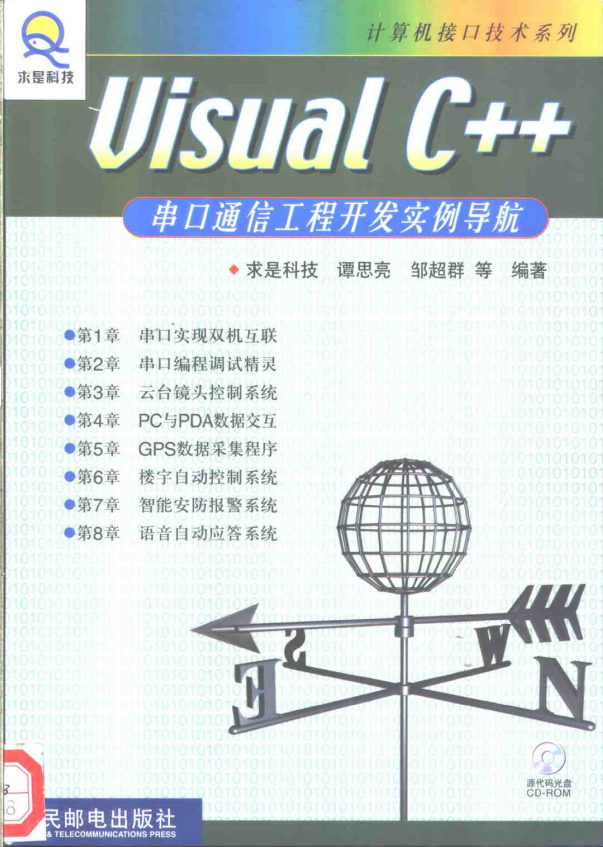 计算机接口技术系列
求是科技
Visual C++
串口通信工程开发实例导航
求是科技 谭思亮 邹超群 等 编著
第1章 串口实现双机互联
第2章 串口编程调试精灵
第3章 云台镜头控制系统
第4章 PC与PDA数据交互
第5章 GPS数据采集程序
第6章 楼宇自动控制系统
第7章 智能安防报警系统
第8章 语音自动应答系统
S W
E N
源代码光盘
CD-ROM
民邮电出版社
& TELECOMMUNICATIONS PRESS